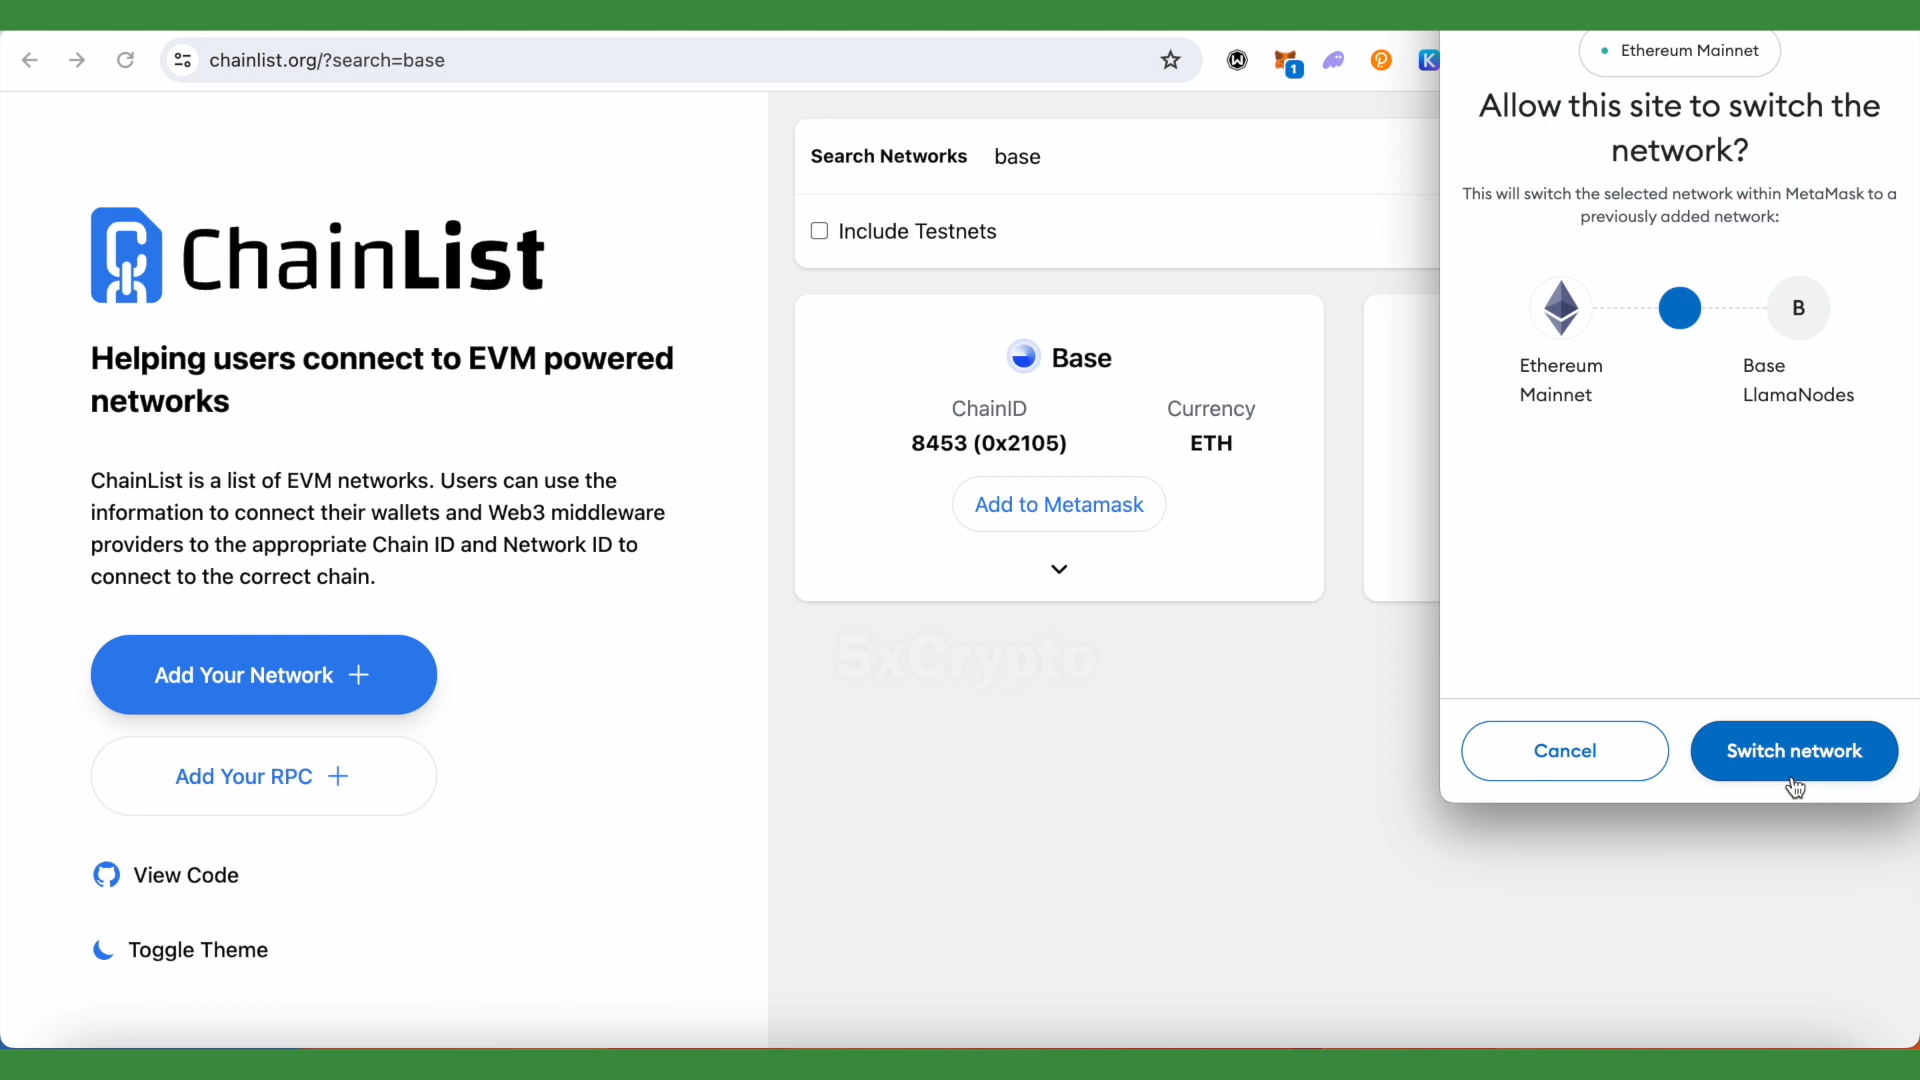 chainlist.org/?search=base
1
K
ChainList
Helping users connect to EVM powered
networks
ChainList is a list of EVM networks. Users can use the
information to connect their wallets and Web3 middleware
providers to the appropriate Chain ID and Network ID to
connect to the correct chain.
Add Your Network
Add Your RPC
View Code
Toggle Theme
Search Networks base
Include Testnets
Base
ChainID Currency
8453 (0x2105) ETH
Add to Metamask
5xCrypto
Ethereum Mainnet
Allow this site to switch the
network?
This will switch the selected network within MetaMask to a
previously added network:
B
Ethereum
Mainnet
Base
LlamaNodes
Cancel
Switch network